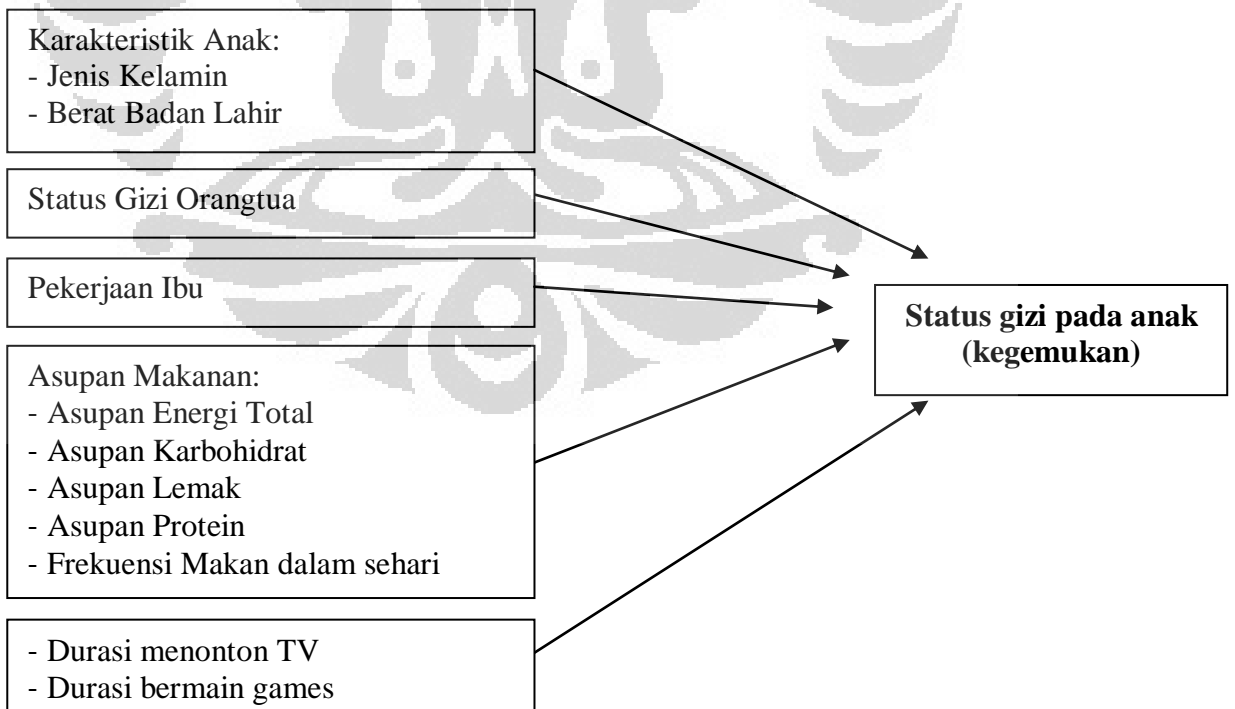 Karakteristik Anak:
- Jenis Kelamin
- Berat Badan Lahir
Status Gizi Orangtua
Pekerjaan Ibu
Asupan Makanan:
- Asupan Energi Total
- Asupan Karbohidrat
- Asupan Lemak
- Asupan Protein
- Frekuensi Makan dalam sehari
- Durasi menonton TV
- Durasi bermain games
Status gizi pada anak
(kegemukan)